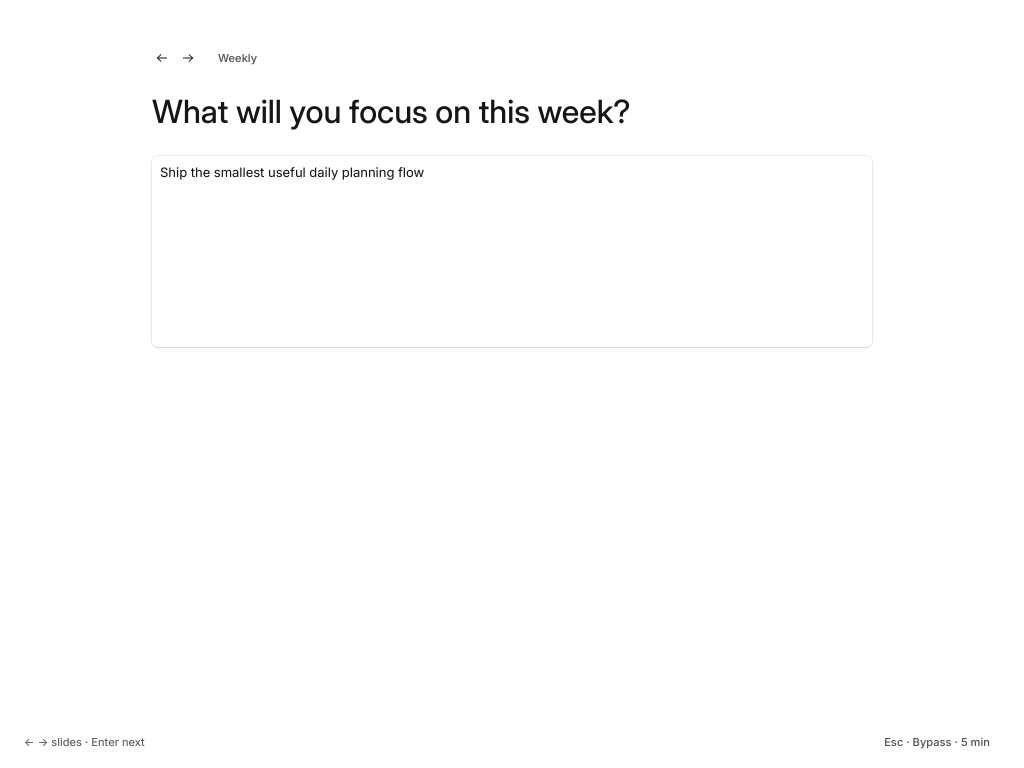 ← → Weekly
What will you focus on this week?
Ship the smallest useful daily planning flow
← → slides · Enter next
Esc · Bypass · 5 min